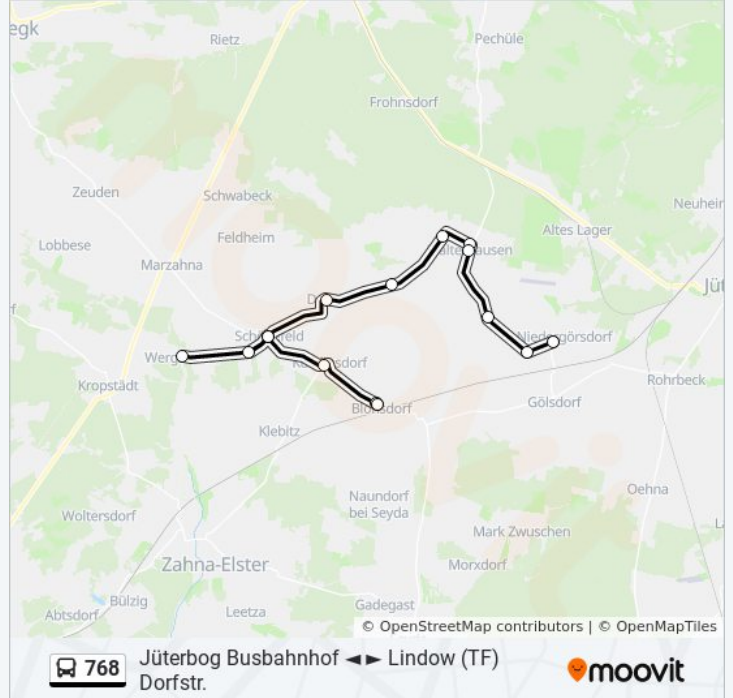 egk
Rietz
Pechüle
Frohnsdorf
Zeuden
Schwabeck
Neuhei
Feldheim
Altes Lager
Lobbese
Marzahna
Jüt
Niedergörsdorf
Kropstädt
Rohrbeck
Gölsdorf
Blönsdorf
Klebitz
Oehna
Naundorf
bei Seyda
Woltersdorf
Mark Zwuschen
Zahna-Elster
Morxdorf
Bülzig
Gadegast
Abtsdorf
Leetza
© OpenStreetMap contributors | © OpenMapTiles
768
Jüterbog Busbahnhof ◄► Lindow (TF)
Dorfstr.
moovit